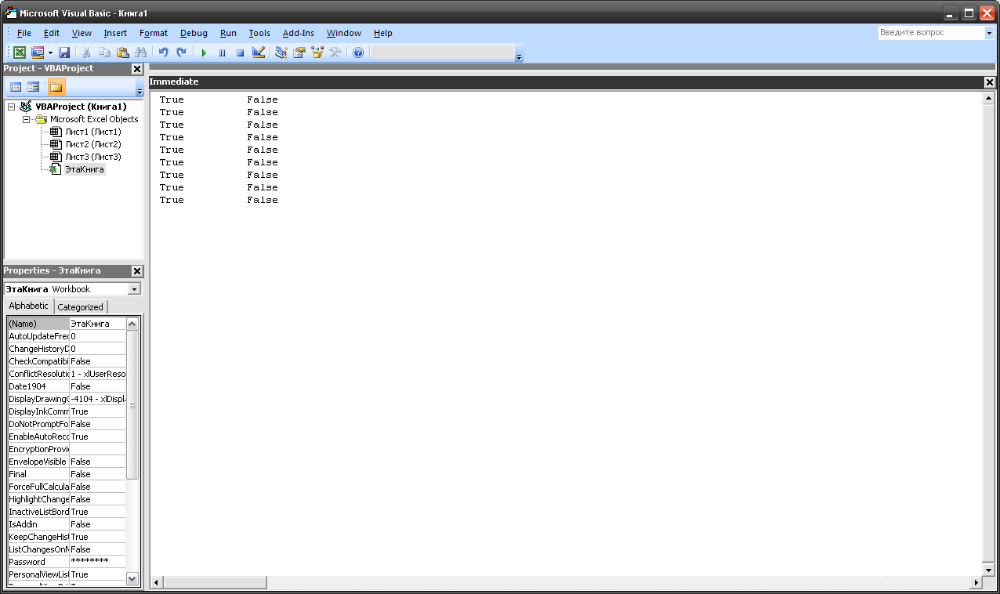 Microsoft Visual Basic - Книга1
File Edit View Insert Format Debug Run Tools Add-Ins Window Help
Введите вопрос
Project - VBAProject
VBAProject (Книга1)
Microsoft Excel Objects
Лист1 (Лист1)
Лист2 (Лист2)
Лист3 (Лист3)
ЭтаКнига
Properties - ЭтаКнига
ЭтаКнига Workbook
Alphabetic Categorized
(Name) ЭтаКнига
AutoUpdateFre 0
ChangeHistoryD 0
CheckCompatibi False
ConflictResoluti 1 - xlUserReso
Date1904 False
DisplayDrawing -4104 - xlDispl
DisplayInkComm True
DoNotPromptFo False
EnableAutoReco True
EncryptionProvi
EnvelopeVisible False
Final False
ForceFullCalcula False
HighlightChange False
InactiveListBord True
IsAddin False
KeepChangeHist True
ListChangesOnN False
Password ********
PersonalViewList True
Immediate
True False
True False
True False
True False
True False
True False
True False
True False
True False